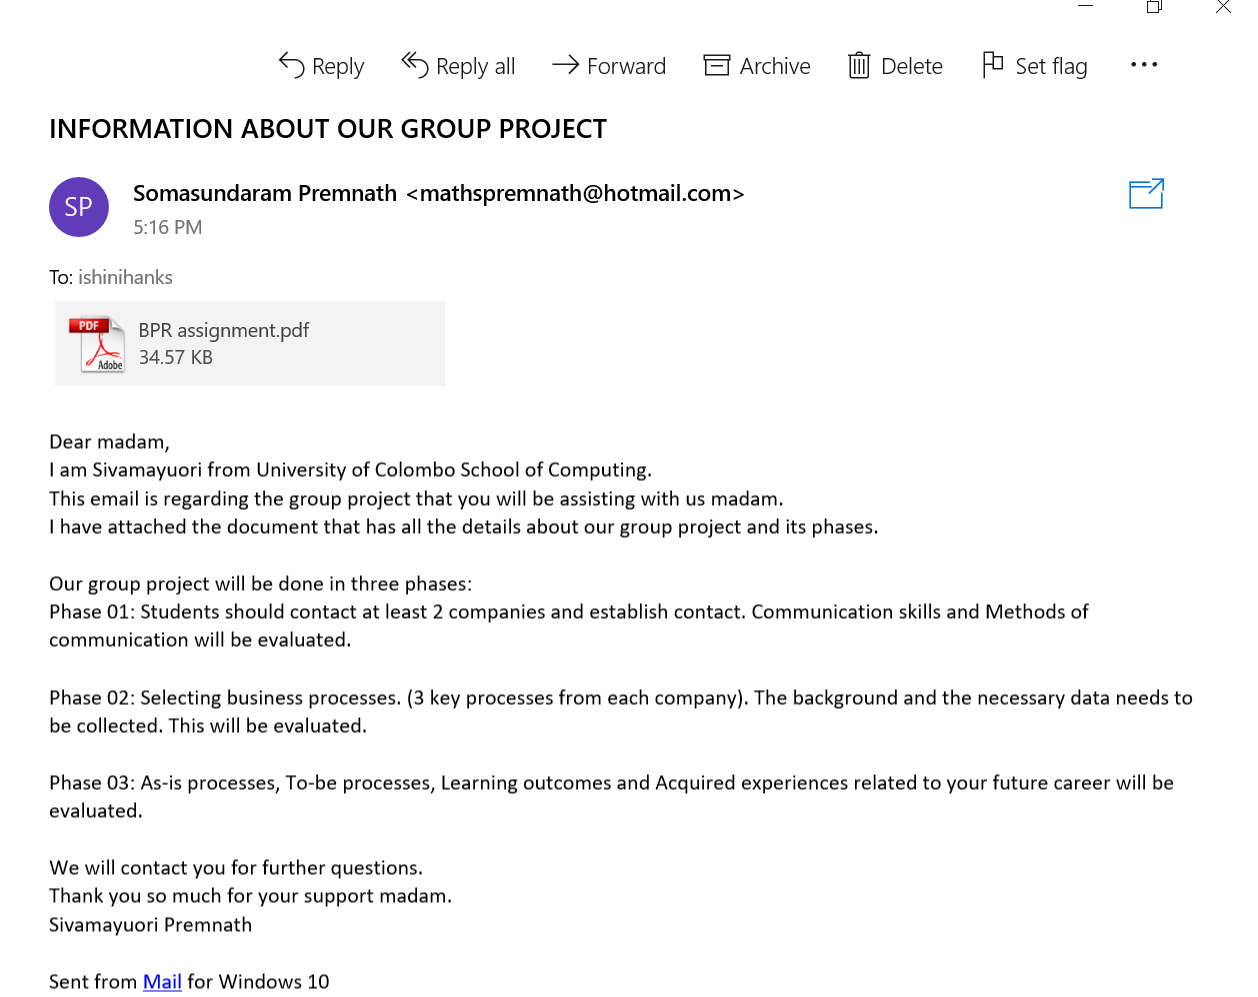 Reply Reply all Forward Archive Delete Set flag
INFORMATION ABOUT OUR GROUP PROJECT
SP
Somasundaram Premnath <mathspremnath@hotmail.com>
5:16 PM
To: ishinihanks
PDF
Adobe
BPR assignment.pdf
34.57 KB
Dear madam,
I am Sivamayuori from University of Colombo School of Computing.
This email is regarding the group project that you will be assisting with us madam.
I have attached the document that has all the details about our group project and its phases.
Our group project will be done in three phases:
Phase 01: Students should contact at least 2 companies and establish contact. Communication skills and Methods of
communication will be evaluated.
Phase 02: Selecting business processes. (3 key processes from each company). The background and the necessary data needs to
be collected. This will be evaluated.
Phase 03: As-is processes, To-be processes, Learning outcomes and Acquired experiences related to your future career will be
evaluated.
We will contact you for further questions.
Thank you so much for your support madam.
Sivamayuori Premnath
Sent from Mail for Windows 10